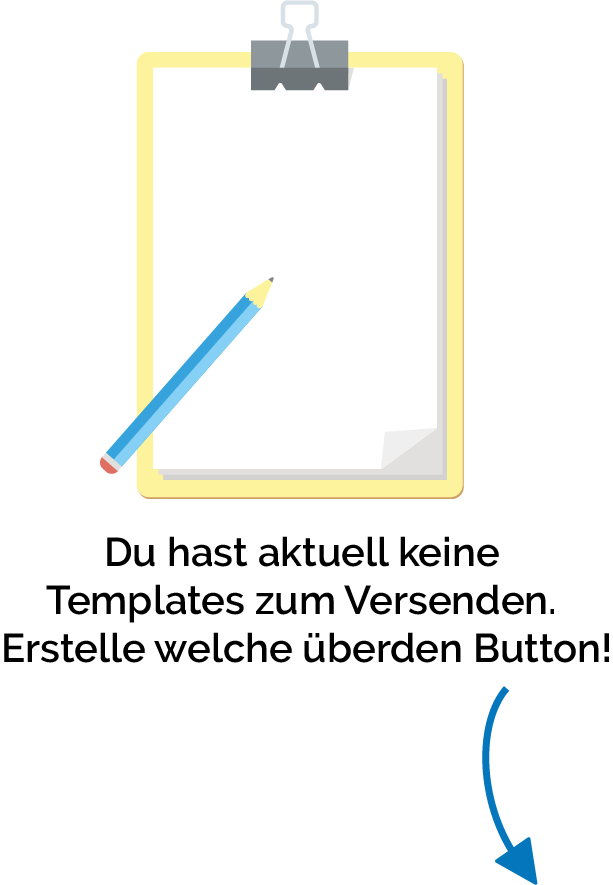 Du hast aktuell keine
Templates zum Versenden.
Erstelle welche überden Button!